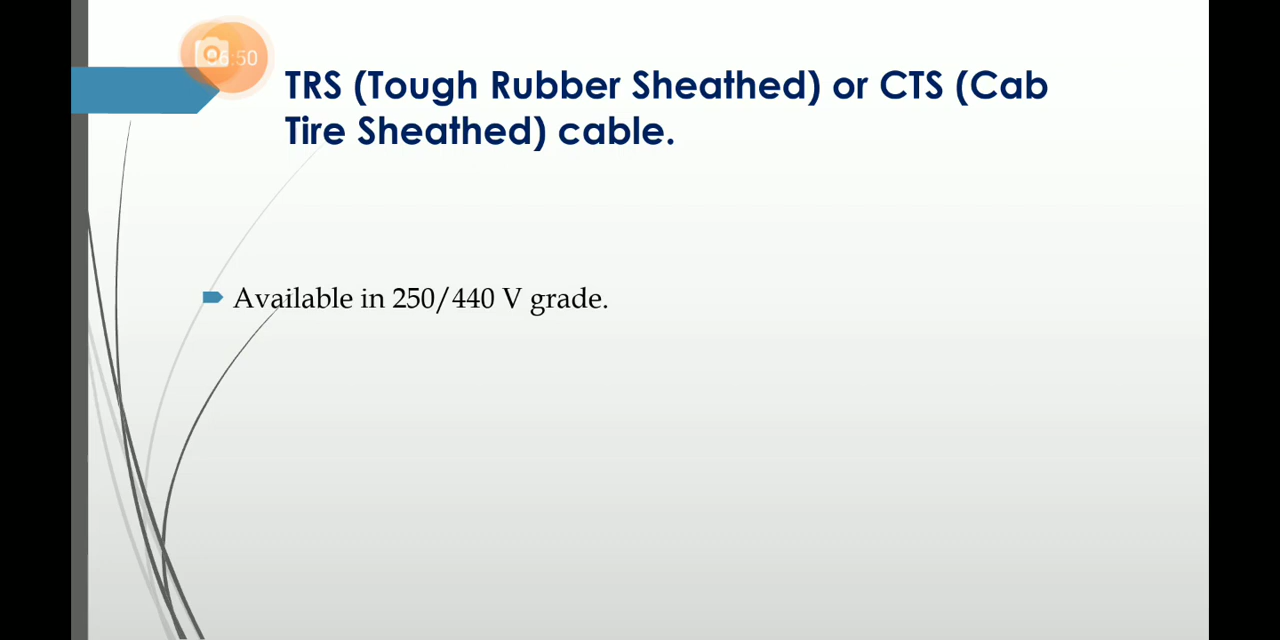 TRS (Tough Rubber Sheathed) or CTS (Cab
Tire Sheathed) cable.
Available in 250/440 V grade.